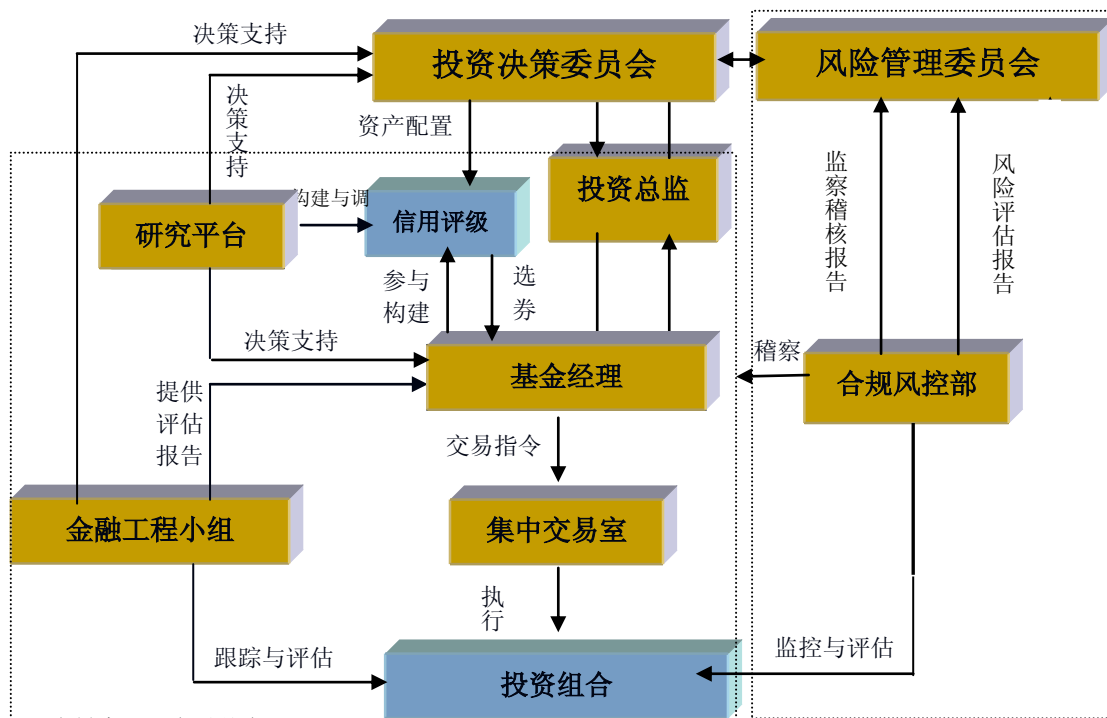 决策支持
投资决策委员会
风险管理委员会
决策支持
资产配置
投资总监
监察稽核报告
风险评估报告
构建与调
信用评级
研究平台
参与
构建
选
券
决策支持
基金经理
稽察
合规风控部
提供
评估
报告
交易指令
金融工程小组
集中交易室
执行
跟踪与评估
投资组合
监控与评估